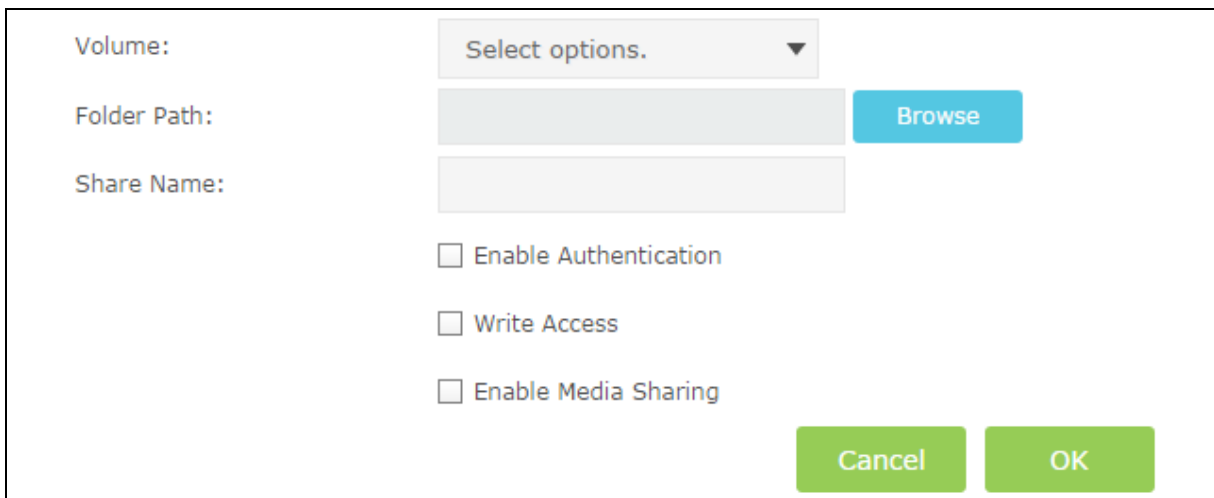 Volume:
Select options.
Folder Path:
Browse
Share Name:
Enable Authentication
Write Access
Enable Media Sharing
Cancel
OK